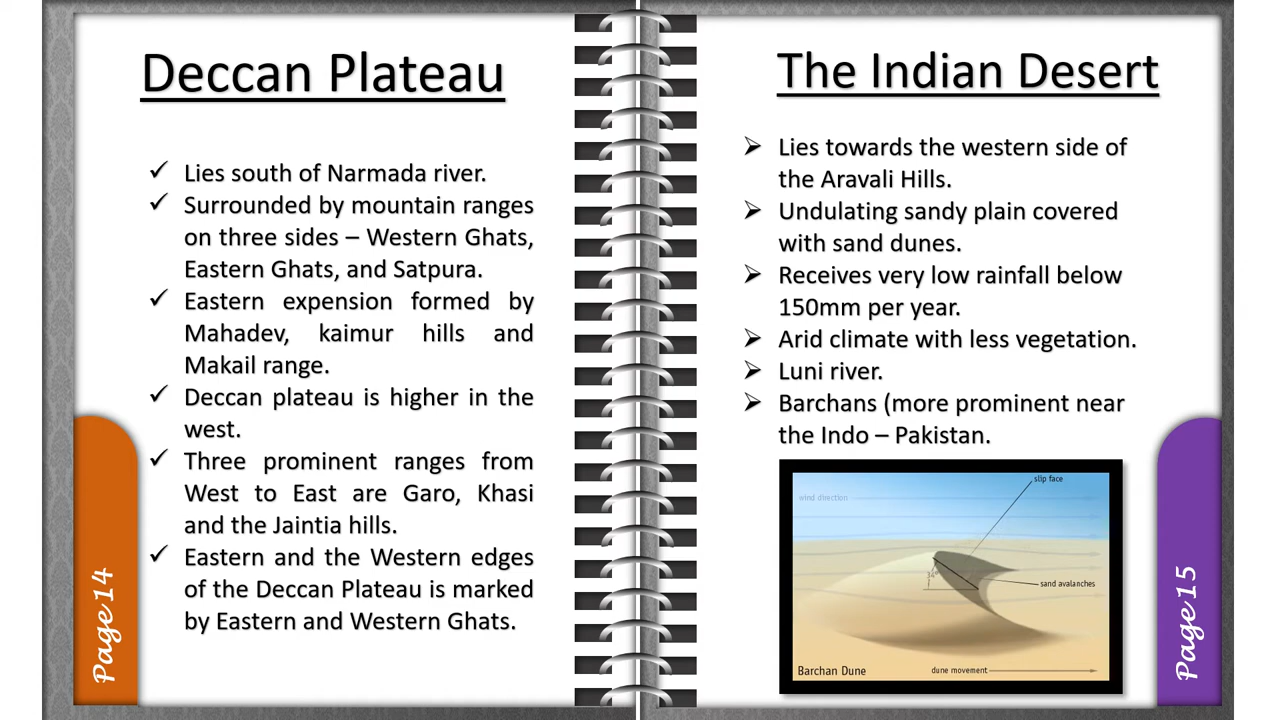 Deccan Plateau
✓ Lies south of Narmada river.
✓ Surrounded by mountain ranges
on three sides – Western Ghats,
Eastern Ghats, and Satpura.
✓ Eastern expension formed by
Mahadev, kaimur hills and
Makail range.
✓ Deccan plateau is higher in the
west.
✓ Three prominent ranges from
West to East are Garo, Khasi
and the Jaintia hills.
✓ Eastern and the Western edges
of the Deccan Plateau is marked
by Eastern and Western Ghats.
Page 14
The Indian Desert
➢ Lies towards the western side of
the Aravali Hills.
➢ Undulating sandy plain covered
with sand dunes.
➢ Receives very low rainfall below
150mm per year.
➢ Arid climate with less vegetation.
➢ Luni river.
➢ Barchans (more prominent near
the Indo – Pakistan.
slip face
wind direction
sand avalanches
Barchan Dune
dune movement
Page 15